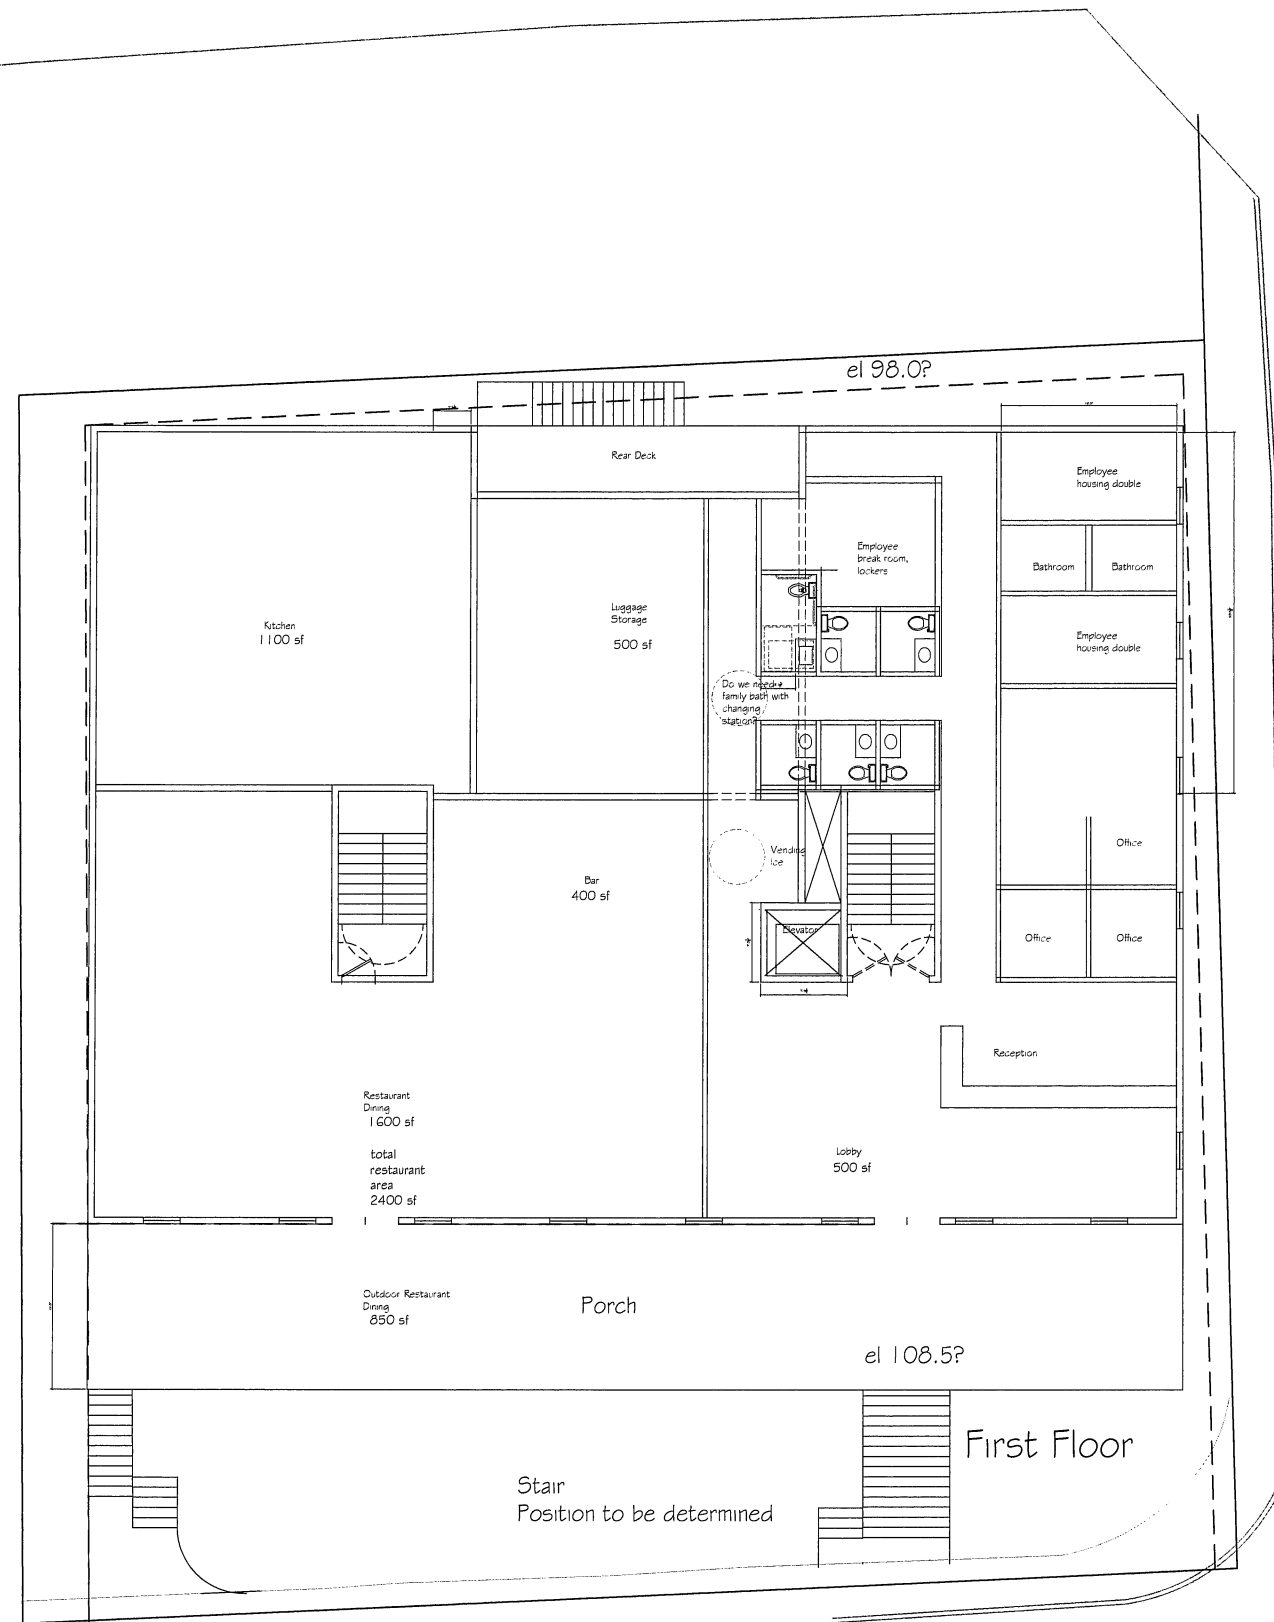 el 98.0?
Rear Deck
Employee
housing double
Employee
break room,
lockers
Bathroom
Bathroom
Luggage
Storage
500 sf
Kitchen
1100 sf
Employee
housing double
Do we need
family bath with
changing
station?
Office
Vending
Ice
Bar
400 sf
Elevator
Office
Office
Reception
Restaurant
Dining
1600 sf
total
restaurant
area
2400 sf
Lobby
500 sf
Outdoor Restaurant
Dining
850 sf
Porch
el 108.5?
First Floor
Stair
Position to be determined